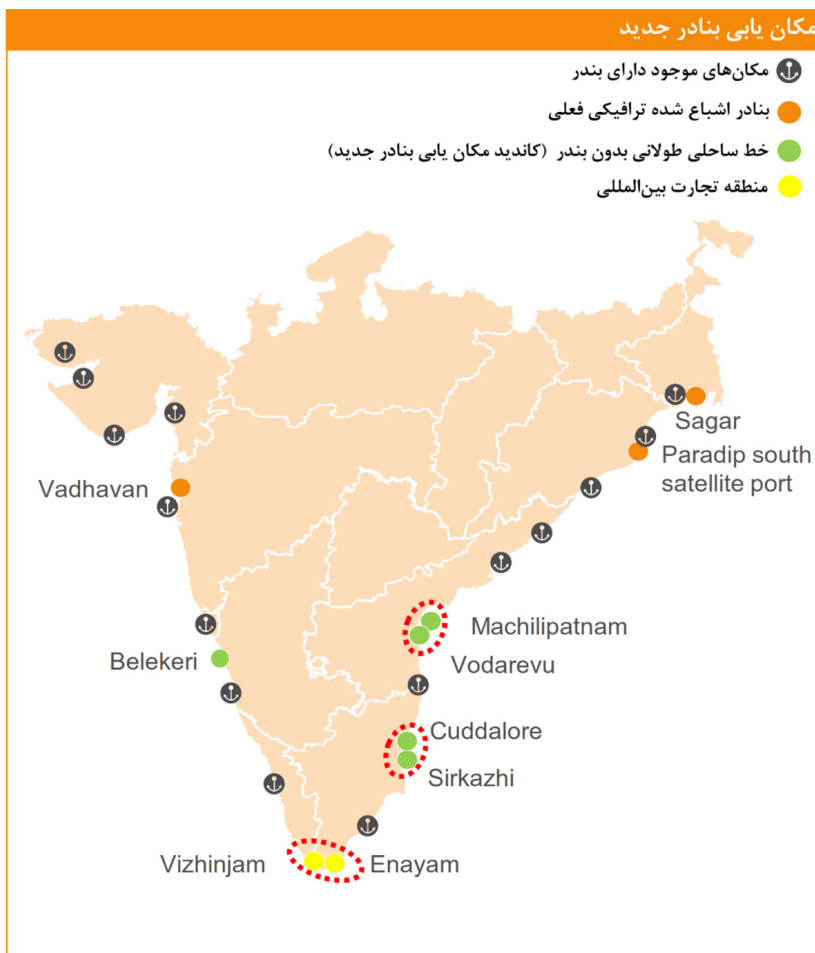 مکان یابی بنادر جدید
مکان‌های موجود دارای بندر
بنادر اشباع شده ترافیکی فعلی
خط ساحلی طولانی بدون بندر (کاندید مکان یابی بنادر جدید)
منطقه تجارت بین‌المللی
Sagar
Paradip south
satellite port
Vadhavan
Machilipatnam
Belekeri
Vodarevu
Cuddalore
Sirkazhi
Vizhinjam
Enayam